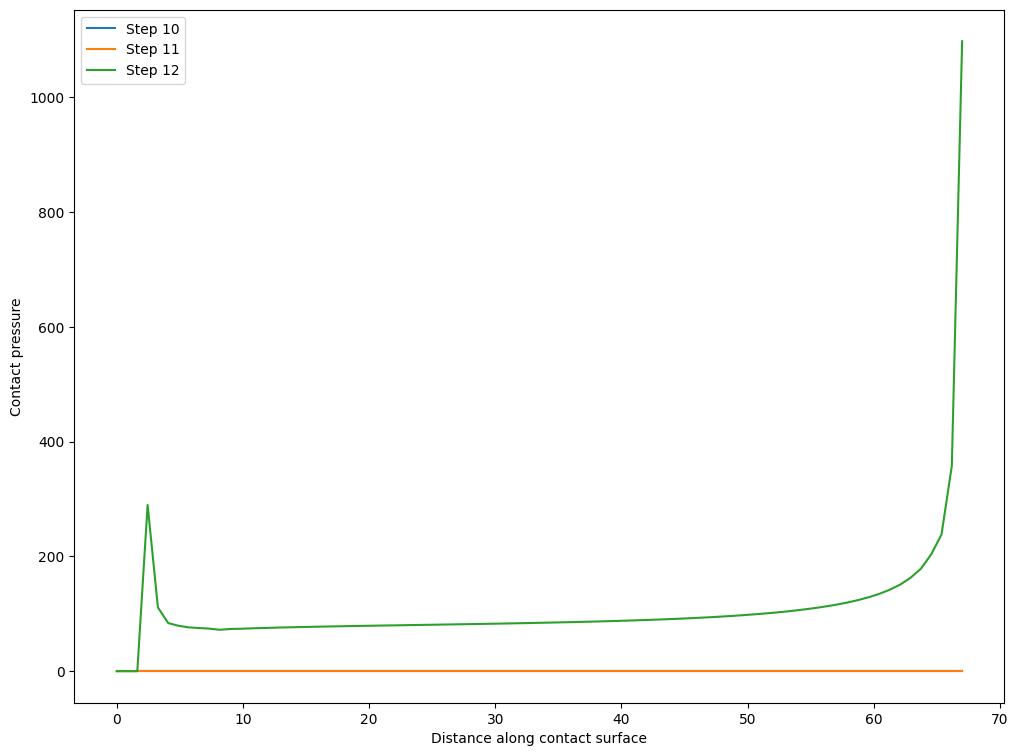 Step 10
Step 11
Step 12
1000
800
600
400
200
0
Contact pressure
0 10 20 30 40 50 60 70
Distance along contact surface